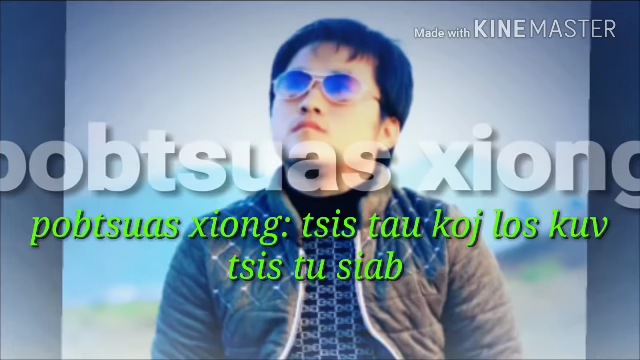 Made with KINEMASTER
pobtsuas xiong
pobtsuas xiong: tsis tau koj los kuv
tsis tu siab